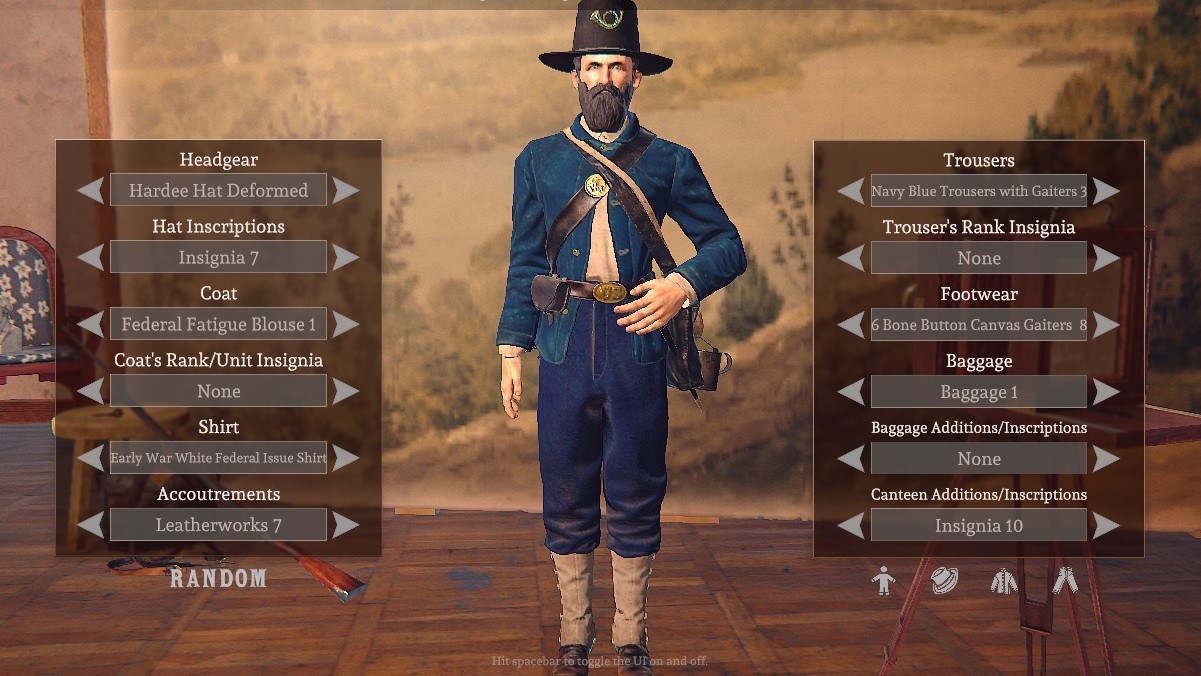 Headgear
Hardee Hat Deformed
Hat Inscriptions
Insignia 7
Coat
Federal Fatigue Blouse 1
Coat's Rank/Unit Insignia
None
Shirt
Early War White Federal Issue Shirt
Accoutrements
Leatherworks 7
RANDOM
Trousers
Navy Blue Trousers with Gaiters 3
Trouser's Rank Insignia
None
Footwear
6 Bone Button Canvas Gaiters 8
Baggage
Baggage 1
Baggage Additions/Inscriptions
None
Canteen Additions/Inscriptions
Insignia 10
Hit spacebar to toggle the UI on and off.